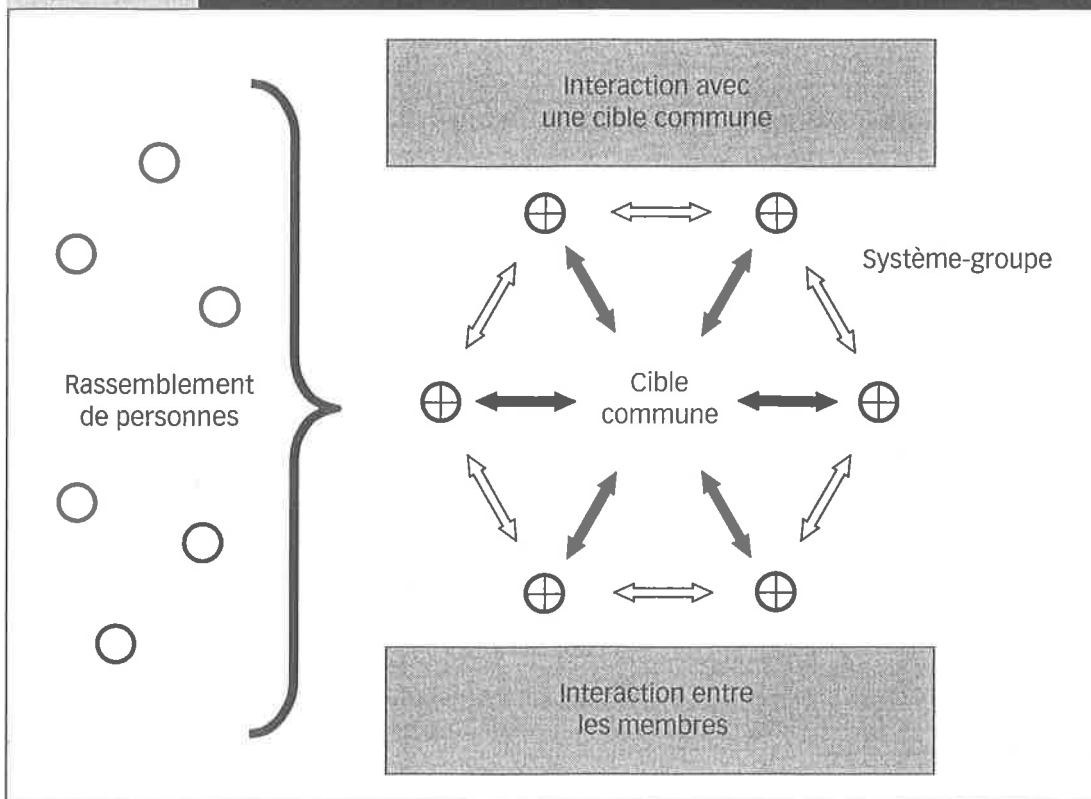 Interaction avec
une cible commune
Système-groupe
Rassemblement
de personnes
Cible
commune
Interaction entre
les membres